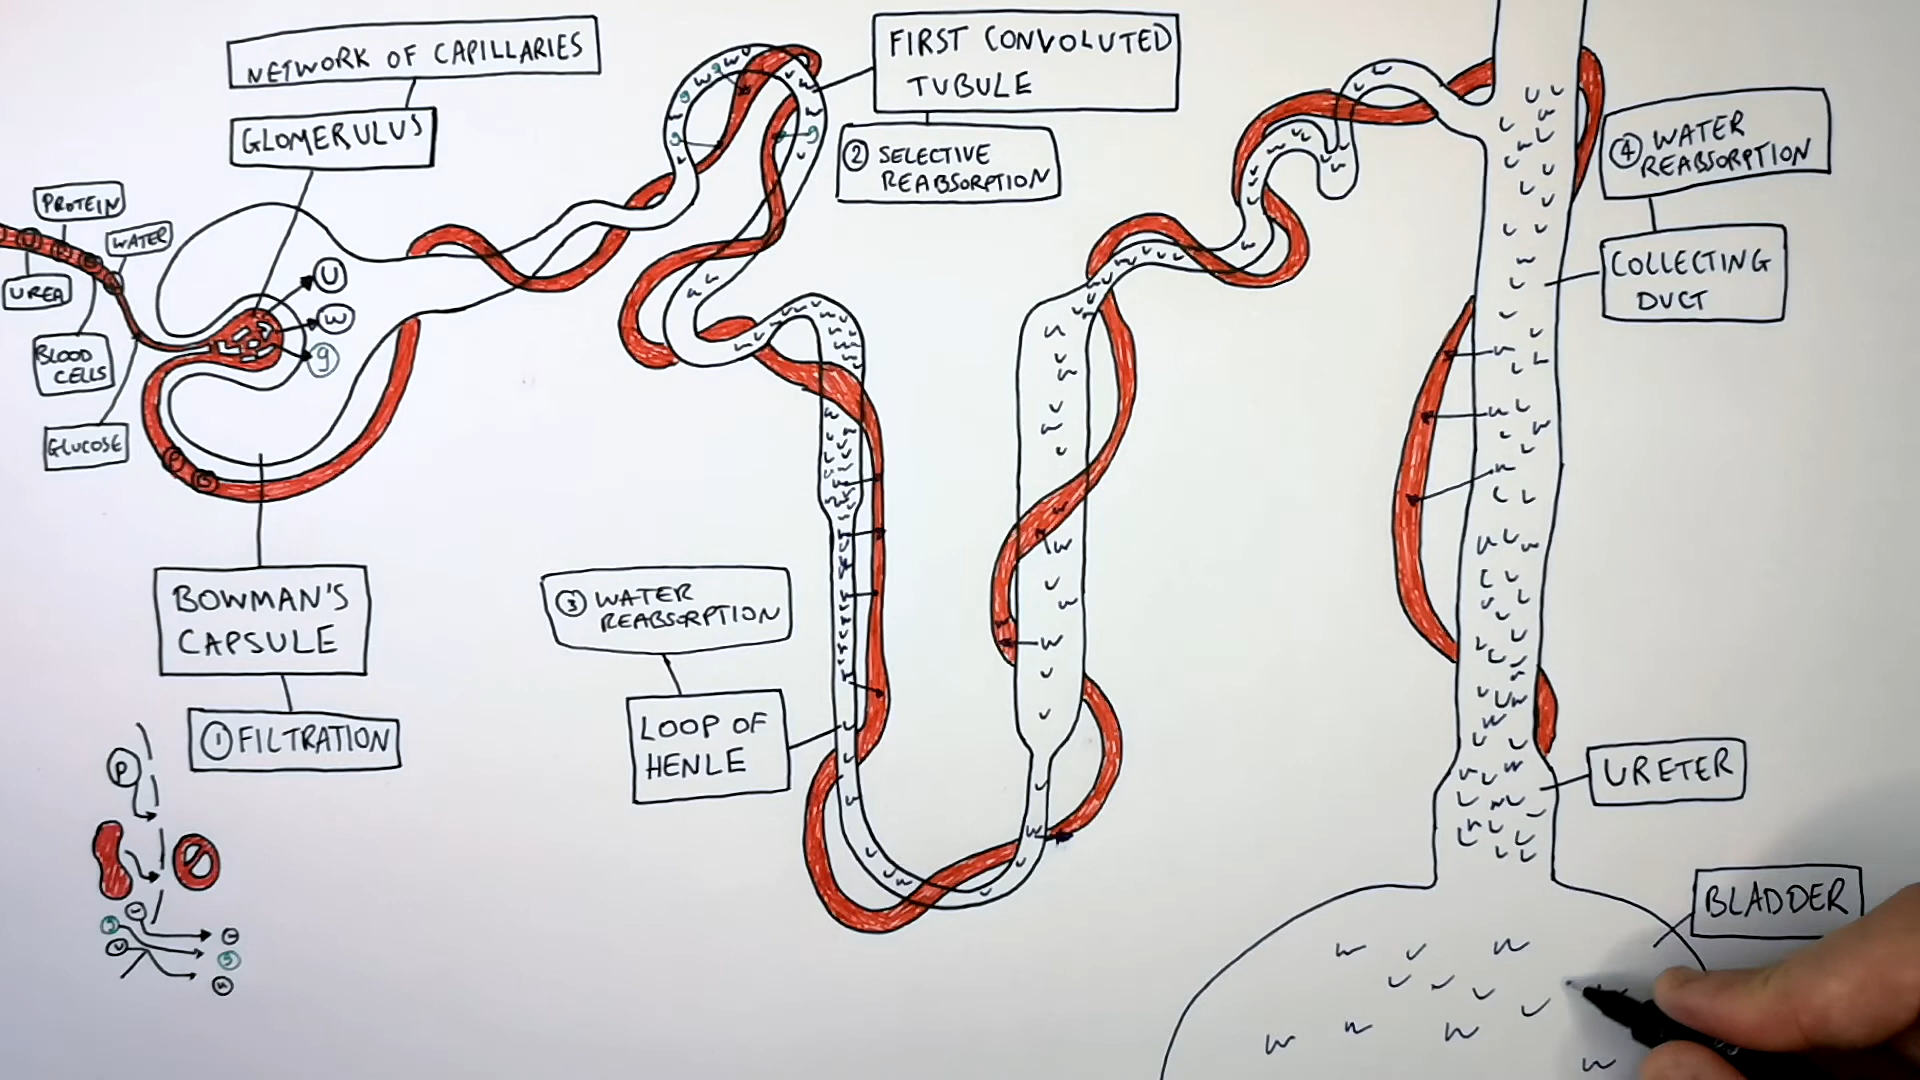 NETWORK OF CAPILLARIES
GLOMERULUS
PROTEIN
WATER
UREA
BLOOD
CELLS
GLUCOSE
U
W
g
BOWMAN'S
CAPSULE
① FILTRATION
P
FIRST CONVOLUTED
TUBULE
② SELECTIVE
REABSORPTION
③ WATER
REABSORPTION
LOOP OF
HENLE
④ WATER
REABSORPTION
COLLECTING
DUCT
URETER
BLADDER